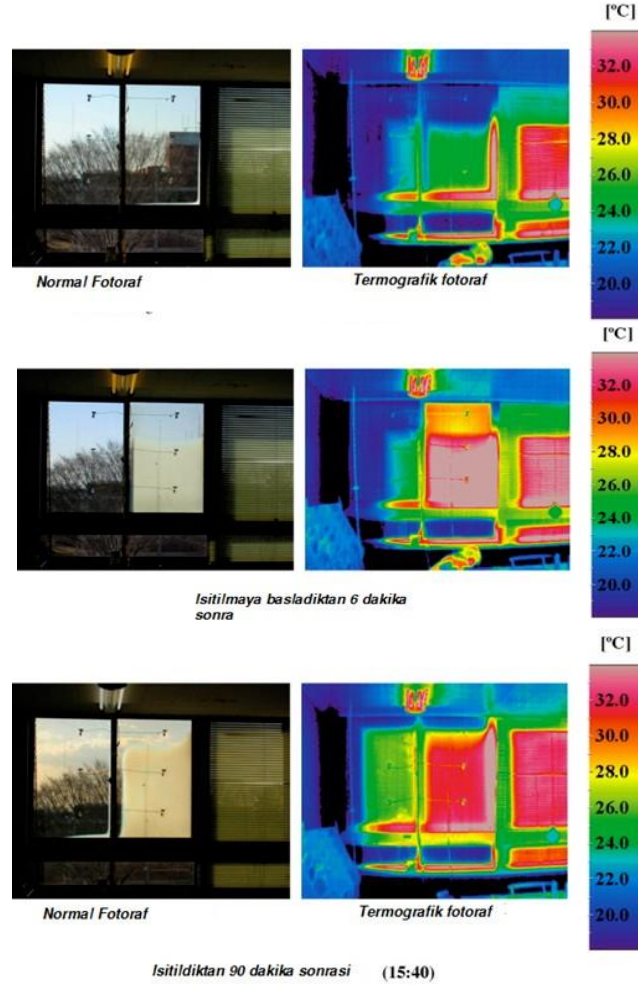 [ºC]
32.0
30.0
28.0
26.0
24.0
22.0
20.0
Normal Fotoraf
Termografik fotoraf
[ºC]
32.0
30.0
28.0
26.0
24.0
22.0
20.0
Isitilmaya basladiktan 6 dakika
sonra
[ºC]
32.0
30.0
28.0
26.0
24.0
22.0
20.0
Normal Fotoraf
Termografik fotoraf
Isitildiktan 90 dakika sonrasi (15:40)